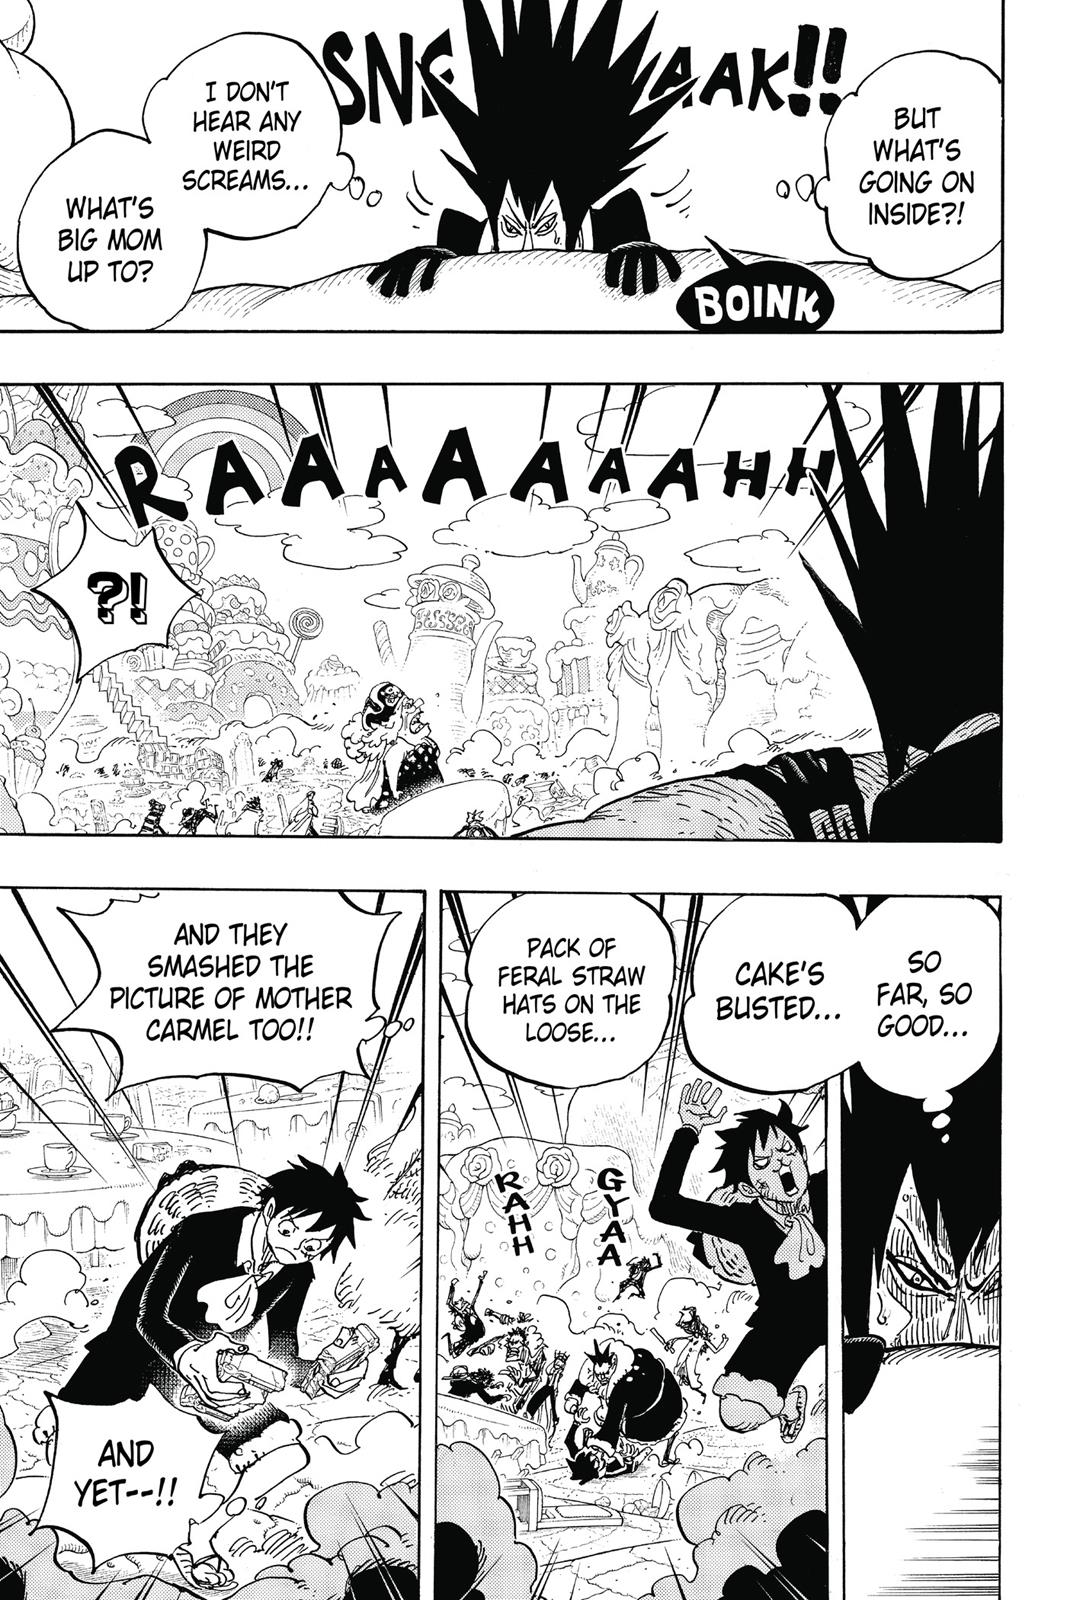 SNE
AAK!!
BUT
WHAT'S
GOING ON
INSIDE?!
I DON'T
HEAR ANY
WEIRD
SCREAMS...
WHAT'S
BIG MOM
UP TO?
BOINK
RAAAAAAAAHH
?!
SO
FAR, SO
GOOD...
CAKE'S
BUSTED...
PACK OF
FERAL STRAW
HATS ON THE
LOOSE...
GYAA
RAHH
AND THEY
SMASHED THE
PICTURE OF MOTHER
CARMEL TOO!!
AND
YET--!!